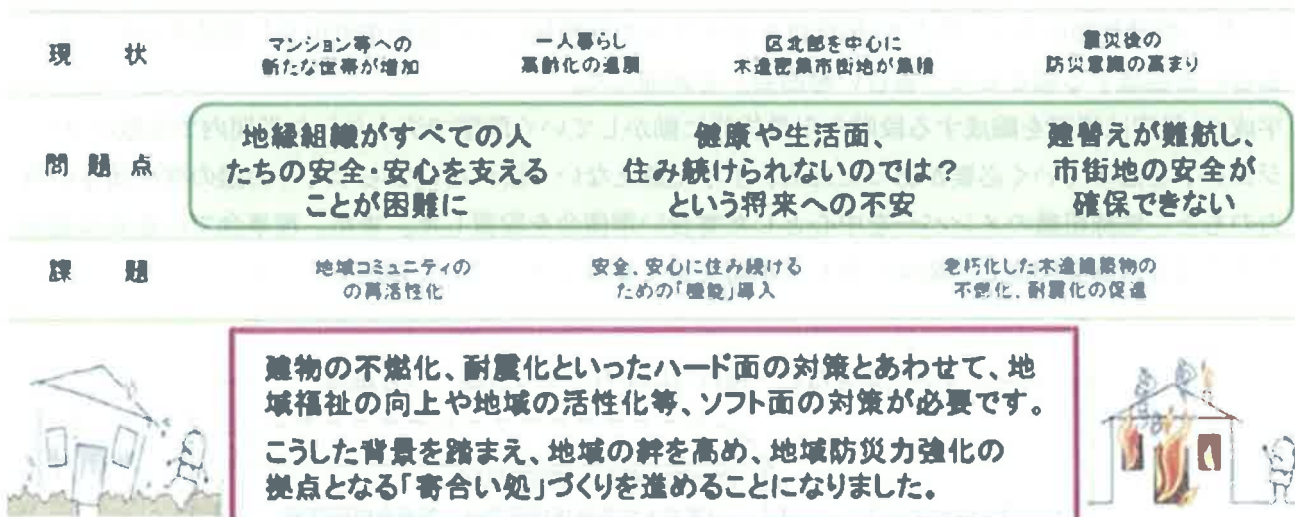 現 状
マンション等への
新たな世帯が増加
一人暮らし
高齢化の進展
区北部を中心に
木造密集市街地が集積
震災後の
防災意識の高まり
問 題 点
地縁組織がすべての人
たちの安全・安心を支える
ことが困難に
健康や生活面、
住み続けられないのでは?
という将来への不安
建替えが難航し、
市街地の安全が
確保できない
課 題
地域コミュニティの
の再活性化
安全、安心に住み続ける
ための「機能」導入
老朽化した木造建築物の
不燃化、耐震化の促進
建物の不燃化、耐震化といったハード面の対策とあわせて、地
域福祉の向上や地域の活性化等、ソフト面の対策が必要です。
こうした背景を踏まえ、地域の絆を高め、地域防災力強化の
拠点となる「寄合い処」づくりを進めることになりました。